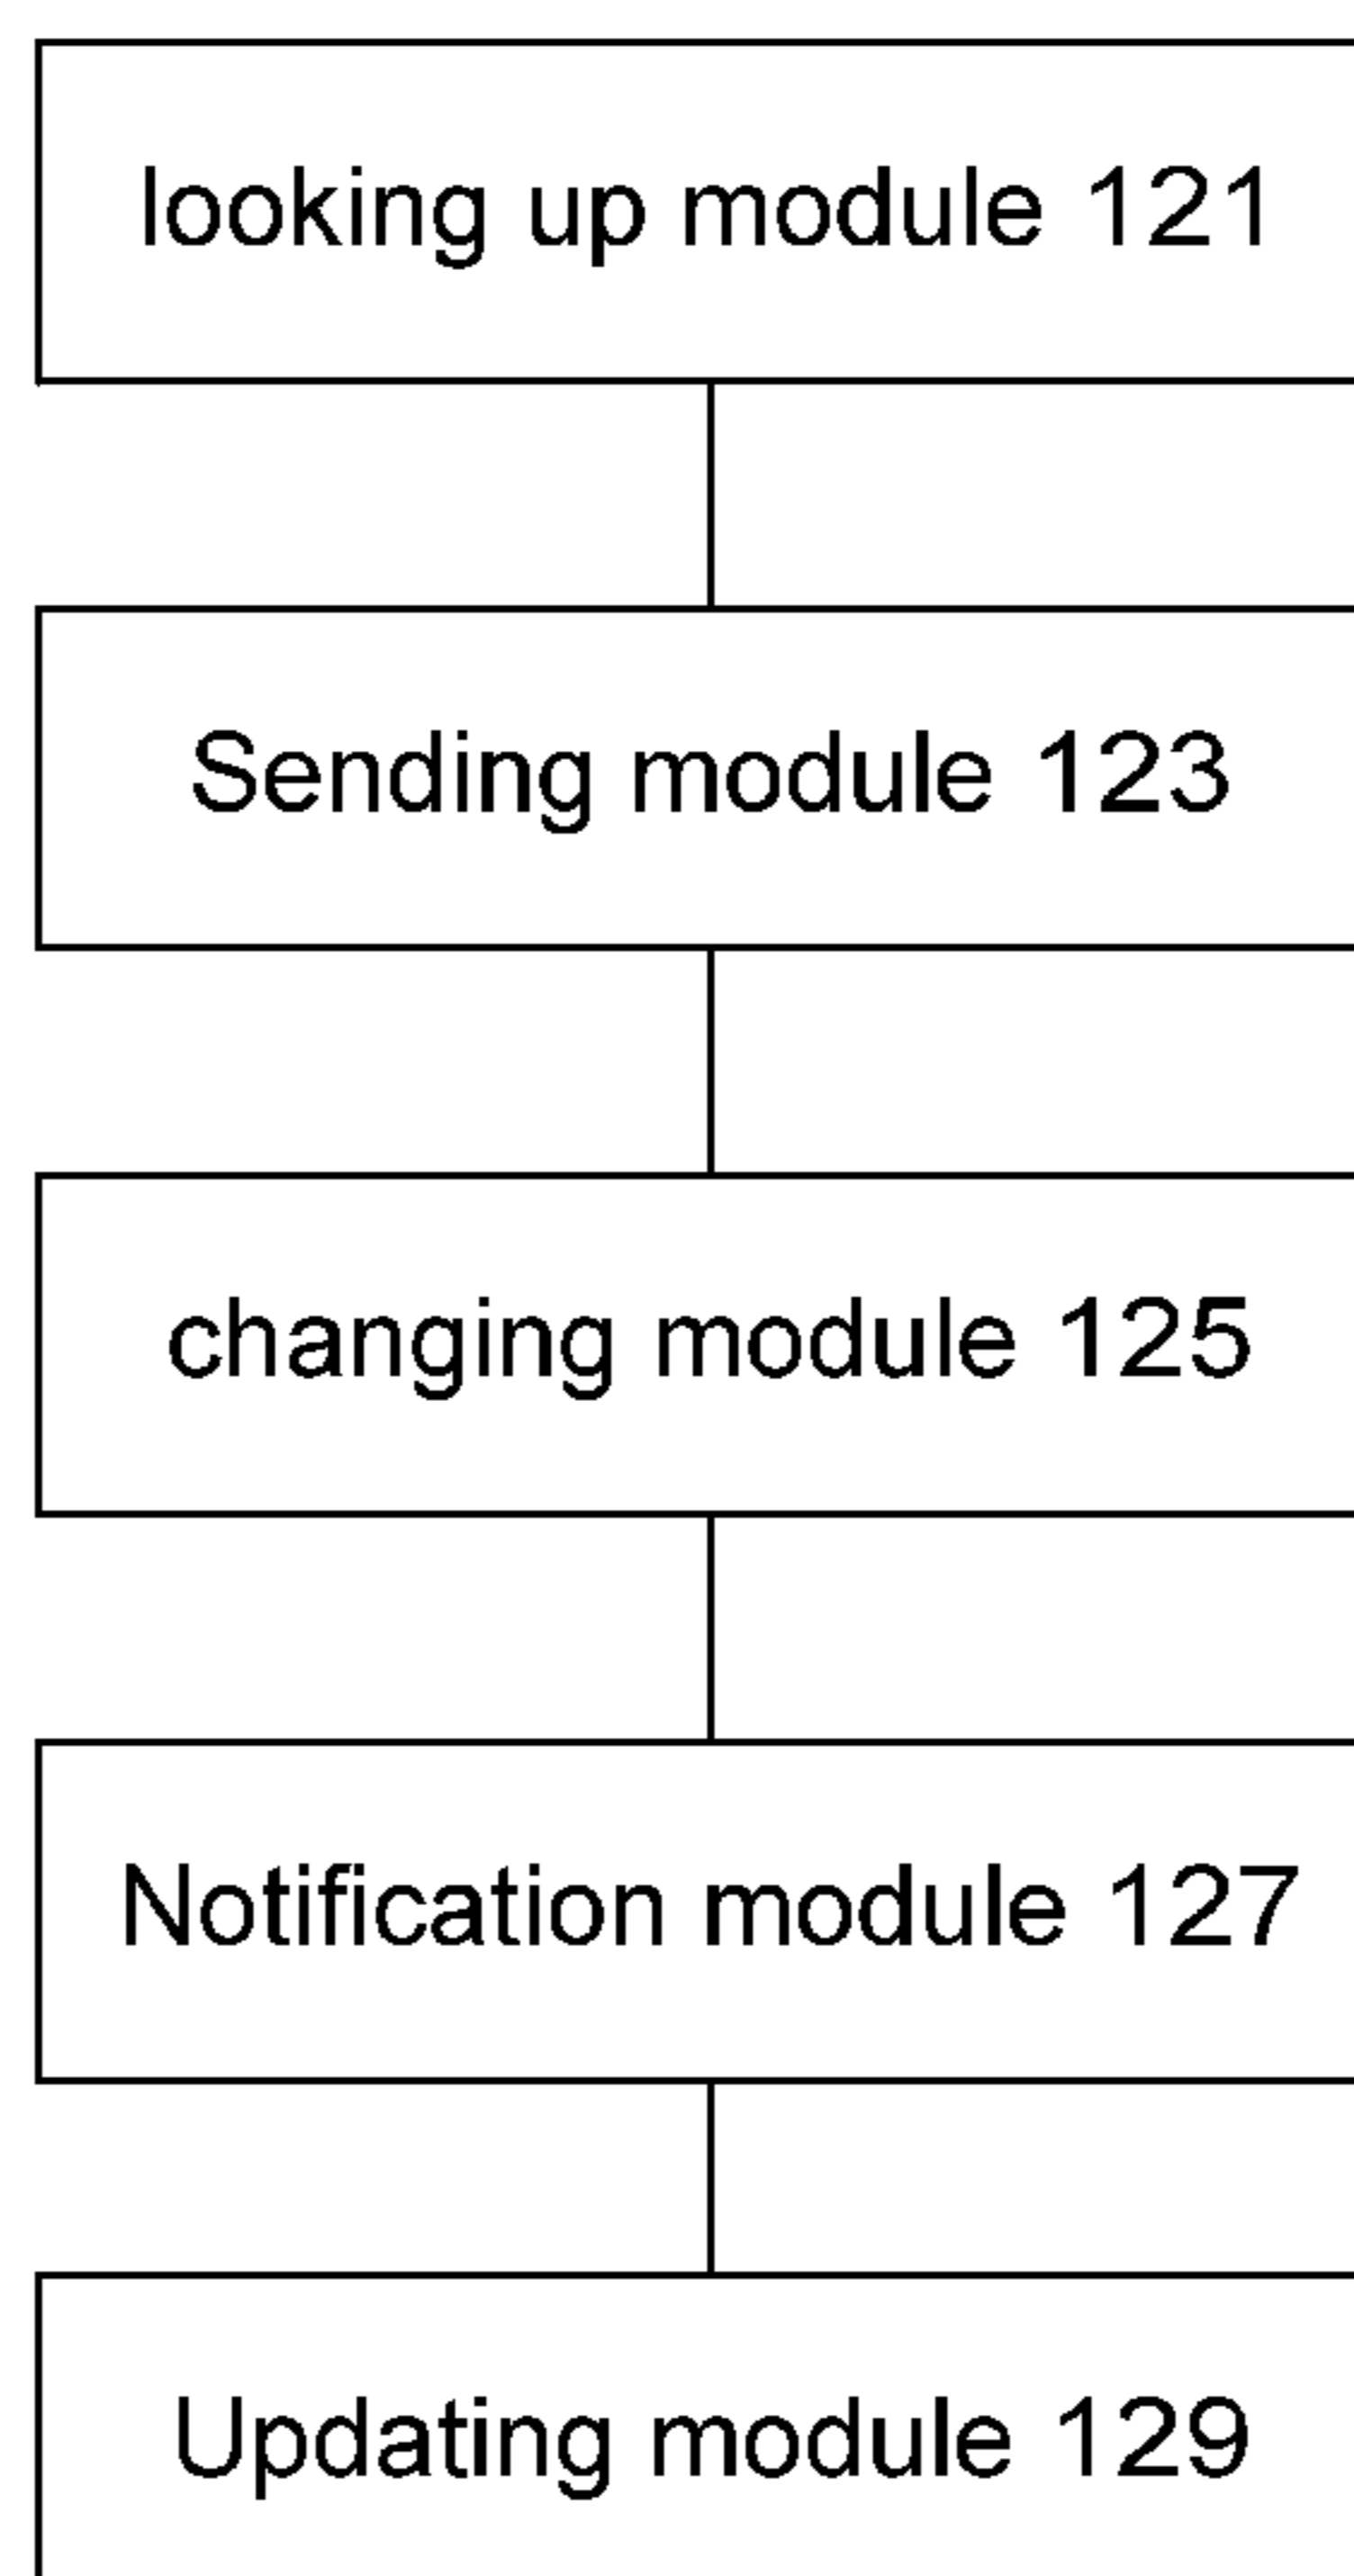 looking up module 121
Sending module 123
changing module 125
Notification module 127
Updating module 129